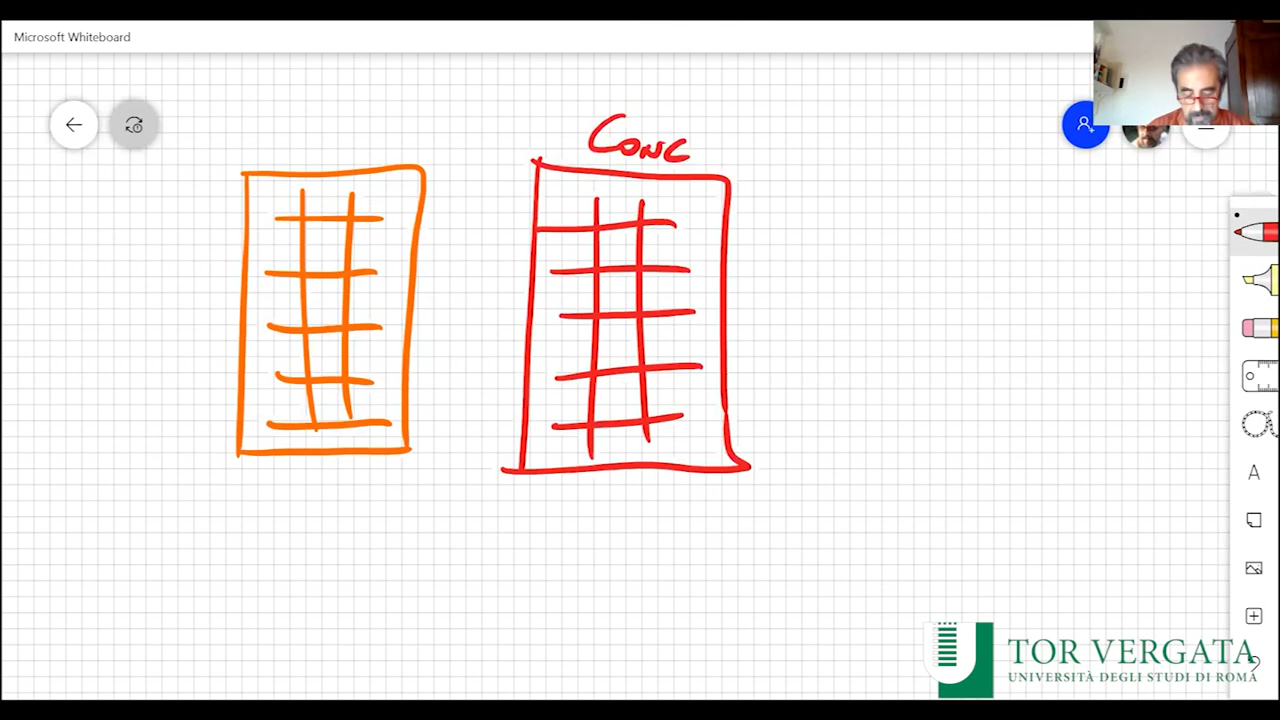 Microsoft Whiteboard
CONC
A
TOR VERGATA
UNIVERSITÀ DEGLI STUDI DI ROMA